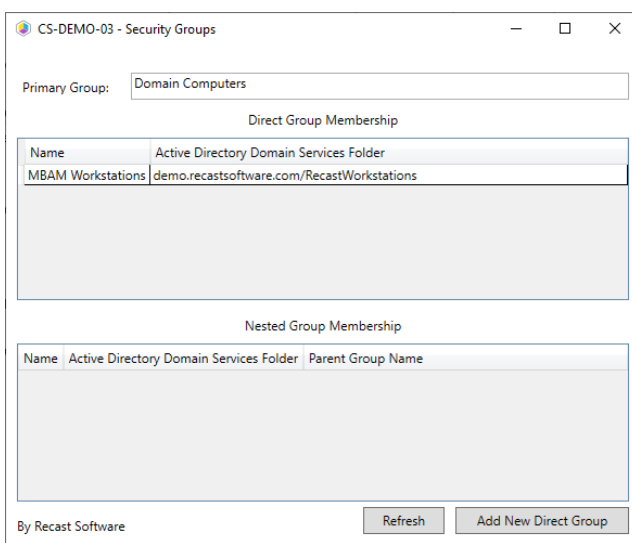 CS-DEMO-03 - Security Groups
Primary Group: Domain Computers
Direct Group Membership
Name Active Directory Domain Services Folder
MBAM Workstations demo.recastsoftware.com/RecastWorkstations
Nested Group Membership
Name Active Directory Domain Services Folder Parent Group Name
By Recast Software Refresh Add New Direct Group